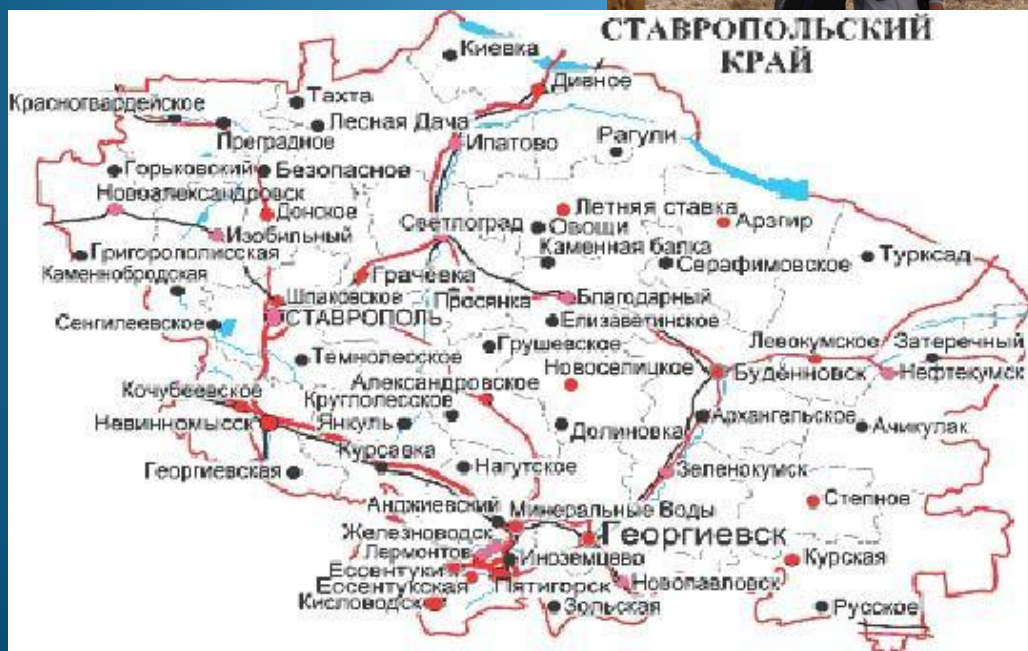 СТАВРОПОЛЬСКИЙ
КРАЙ
Киевка
Дивное
Тахта
Красногвардейское
Лесная Дача
Преградное
Ипатово
Рагули
Горьковский
Безопасное
Новоалександровск
Донское
Светлоград
Летняя ставка
Арзгир
Изобильный
Овощи
Григорополисская
Каменная балка
Серафимовское
Турксад
Каменнобродская
Грачёвка
Шпаковское
Просянка
Благодарный
СТАВРОПОЛЬ
Сенгилеевское
Елизаветинское
Грушевское
Левокумское
Затеречный
Темнолесское
Новоселицкое
Буденновск
Нефтекумск
Александровское
Кочубеевское
Круглолесское
Архангельское
Невинномысск
Янкуль
Долиновка
Ачикулак
Курсавка
Георгиевская
Нагутское
Зеленокумск
Анджиевский
Минеральные Воды
Степное
Железноводск
Георгиевск
Лермонтов
Иноземцево
Курская
Ессентуки
Ессентукская
Пятигорск
Новопавловск
Кисловодск
Зольская
Русское